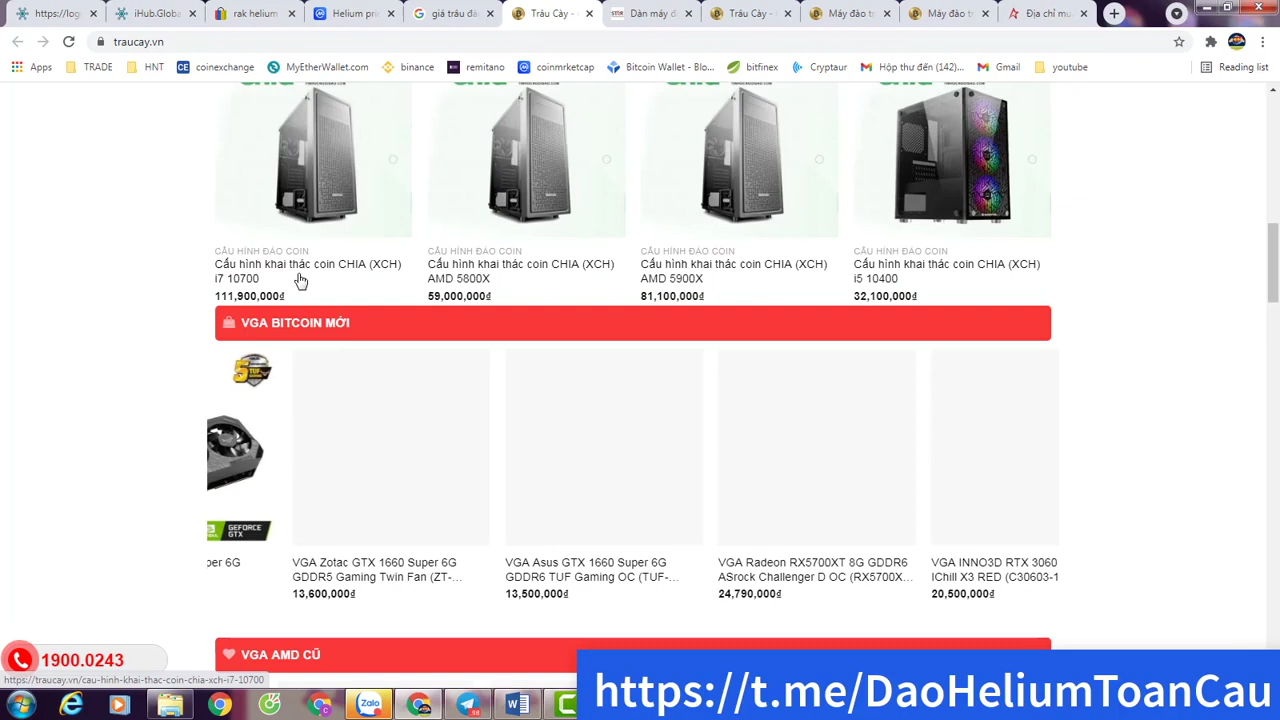 https://log
iHub.Global
rak helium
Helium pri
giá trâu đà
Trâu Cày -
Dàn máy đ
Trâu Cày -
Máy đào tr
Máy đào b
Địa chỉ mu
traucay.vn
Apps
TRADE
HNT
coinexchange
MyEtherWallet.com
binance
remitano
coinmrketcap
Bitcoin Wallet - Blo...
bitfinex
Cryptaur
Hộp thư đến (142)...
Gmail
youtube
Reading list
CẤU HÌNH ĐÀO COIN
Cấu hình khai thác coin CHIA (XCH)
i7 10700
111,900,000₫
CẤU HÌNH ĐÀO COIN
Cấu hình khai thác coin CHIA (XCH)
AMD 5800X
59,000,000₫
CẤU HÌNH ĐÀO COIN
Cấu hình khai thác coin CHIA (XCH)
AMD 5900X
81,100,000₫
CẤU HÌNH ĐÀO COIN
Cấu hình khai thác coin CHIA (XCH)
i5 10400
32,100,000₫
VGA BITCOIN MỚI
5
TUF
GEFORCE
GTX
per 6G
VGA Zotac GTX 1660 Super 6G
GDDR5 Gaming Twin Fan (ZT-...
13,600,000₫
VGA Asus GTX 1660 Super 6G
GDDR6 TUF Gaming OC (TUF-...
13,500,000₫
VGA Radeon RX5700XT 8G GDDR6
ASrock Challenger D OC (RX5700X...
24,790,000₫
VGA INNO3D RTX 3060
IChill X3 RED (C30603-1
20,500,000₫
1900.0243
VGA AMD CŨ
https://traucay.vn/cau-hinh-khai-thac-coin-chia-xch-i7-10700
Zalo
58
https://t.me/DaoHeliumToanCau